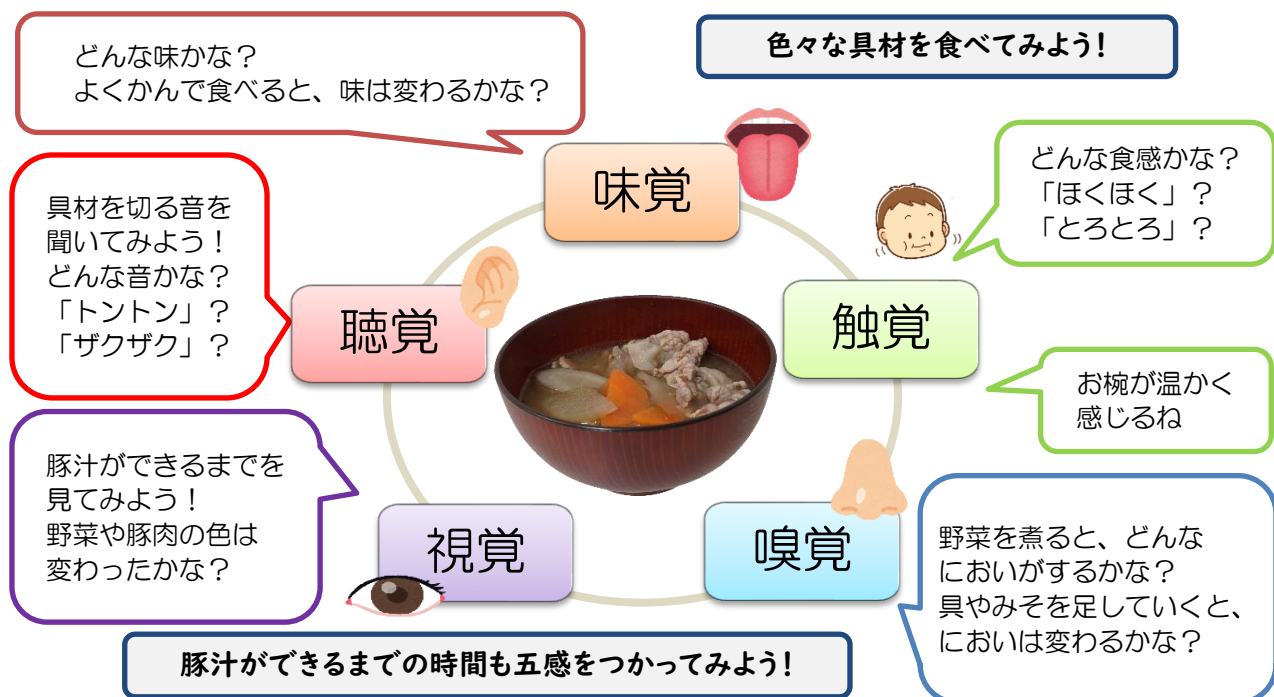 色々な具材を食べてみよう！
どんな味かな？
よくかんで食べると、味は変わるかな？
味覚
どんな食感かな？
「ほくほく」？
「とろとろ」？
触覚
お椀が温かく
感じるね
具材を切る音を
聞いてみよう！
どんな音かな？
「トントン」？
「ザクザク」？
聴覚
豚汁ができるまでを
見てみよう！
野菜や豚肉の色は
変わったかな？
視覚
嗅覚
野菜を煮ると、どんな
においがするかな？
具やみそを足していくと、
においは変わるかな？
豚汁ができるまでの時間も五感をつかってみよう！